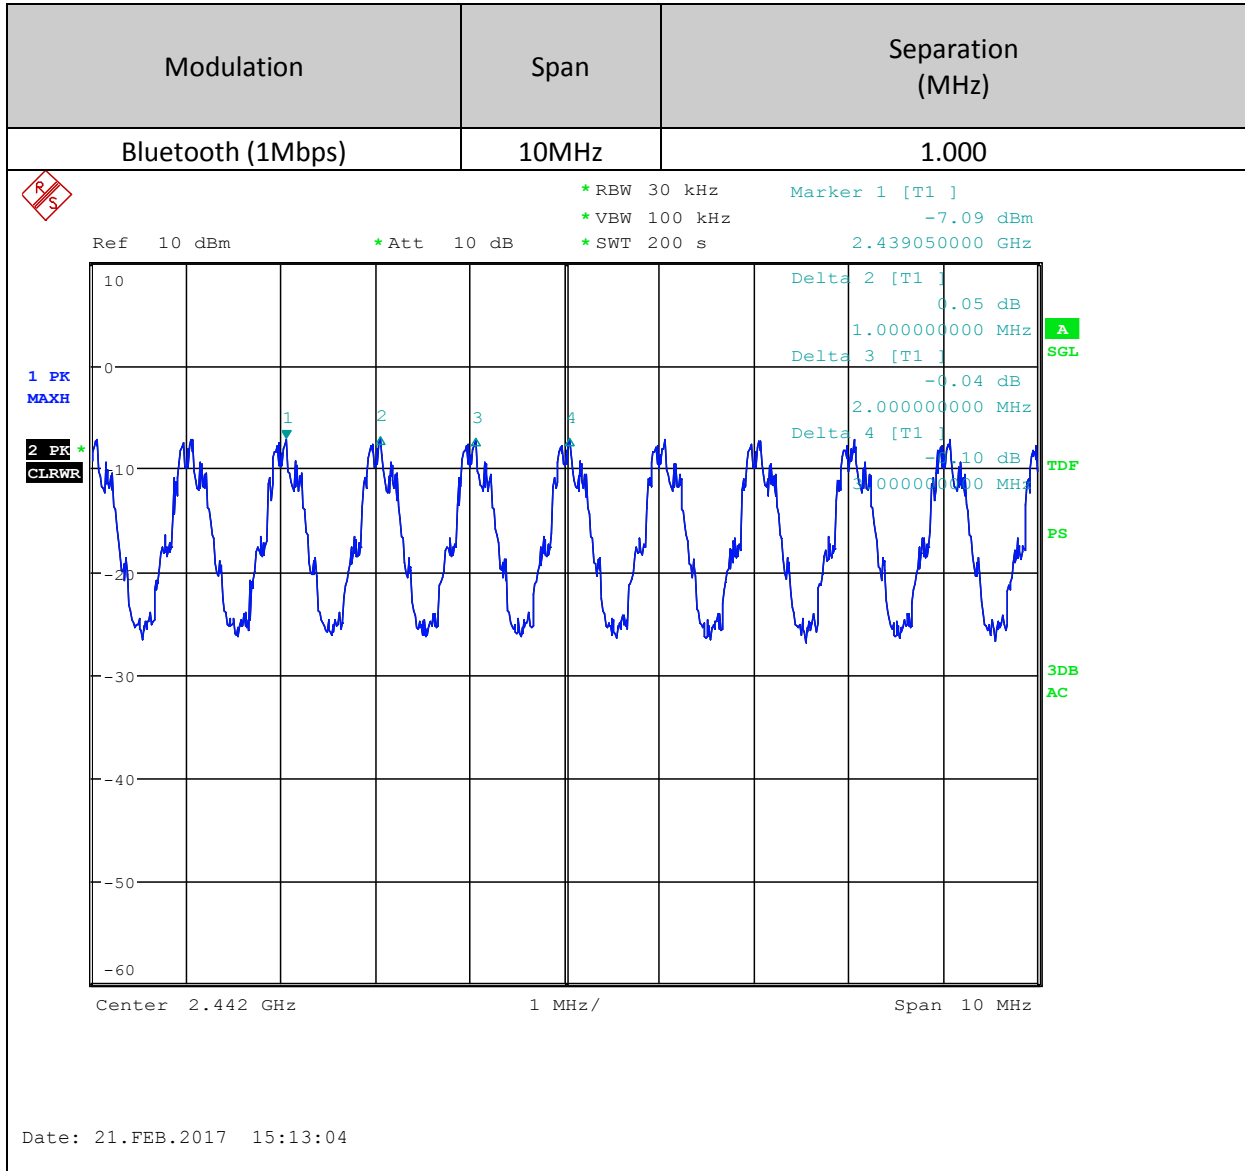 Modulation Span Separation
(MHz)
Bluetooth (1Mbps) 10MHz 1.000
R S
* RBW 30 kHz Marker 1 [T1 ]
* VBW 100 kHz -7.09 dBm
Ref 10 dBm * Att 10 dB * SWT 200 s 2.439050000 GHz
10 Delta 2 [T1 ]
0.05 dB
1.000000000 MHz A
Delta 3 [T1 ] SGL
0
1 PK -0.04 dB
MAXH 2.000000000 MHz
1 2 3 4
Delta 4 [T1 ]
2 PK * -0.10 dB
CLRWR -10 TDF
3.000000000 MHz
PS
-20
-30 3DB
AC
-40
-50
-60
Center 2.442 GHz 1 MHz/ Span 10 MHz
Date: 21.FEB.2017 15:13:04